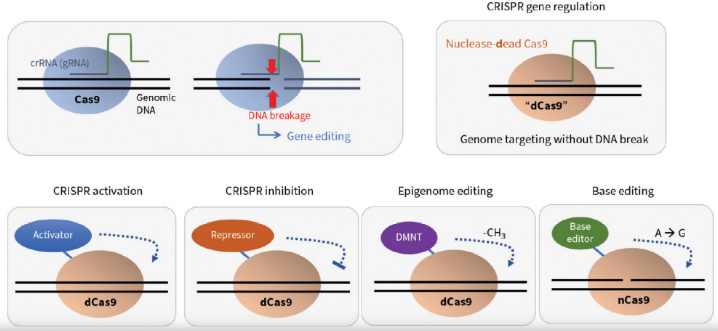 CRISPR gene regulation
crRNA (gRNA)
Cas9
Genomic
DNA
DNA breakage
Gene editing
Nuclease-dead Cas9
"dCas9"
Genome targeting without DNA break
CRISPR activation
Activator
dCas9
CRISPR inhibition
Repressor
dCas9
Epigenome editing
DMNT
-CH₃
dCas9
Base editing
Base
editor
A → G
nCas9